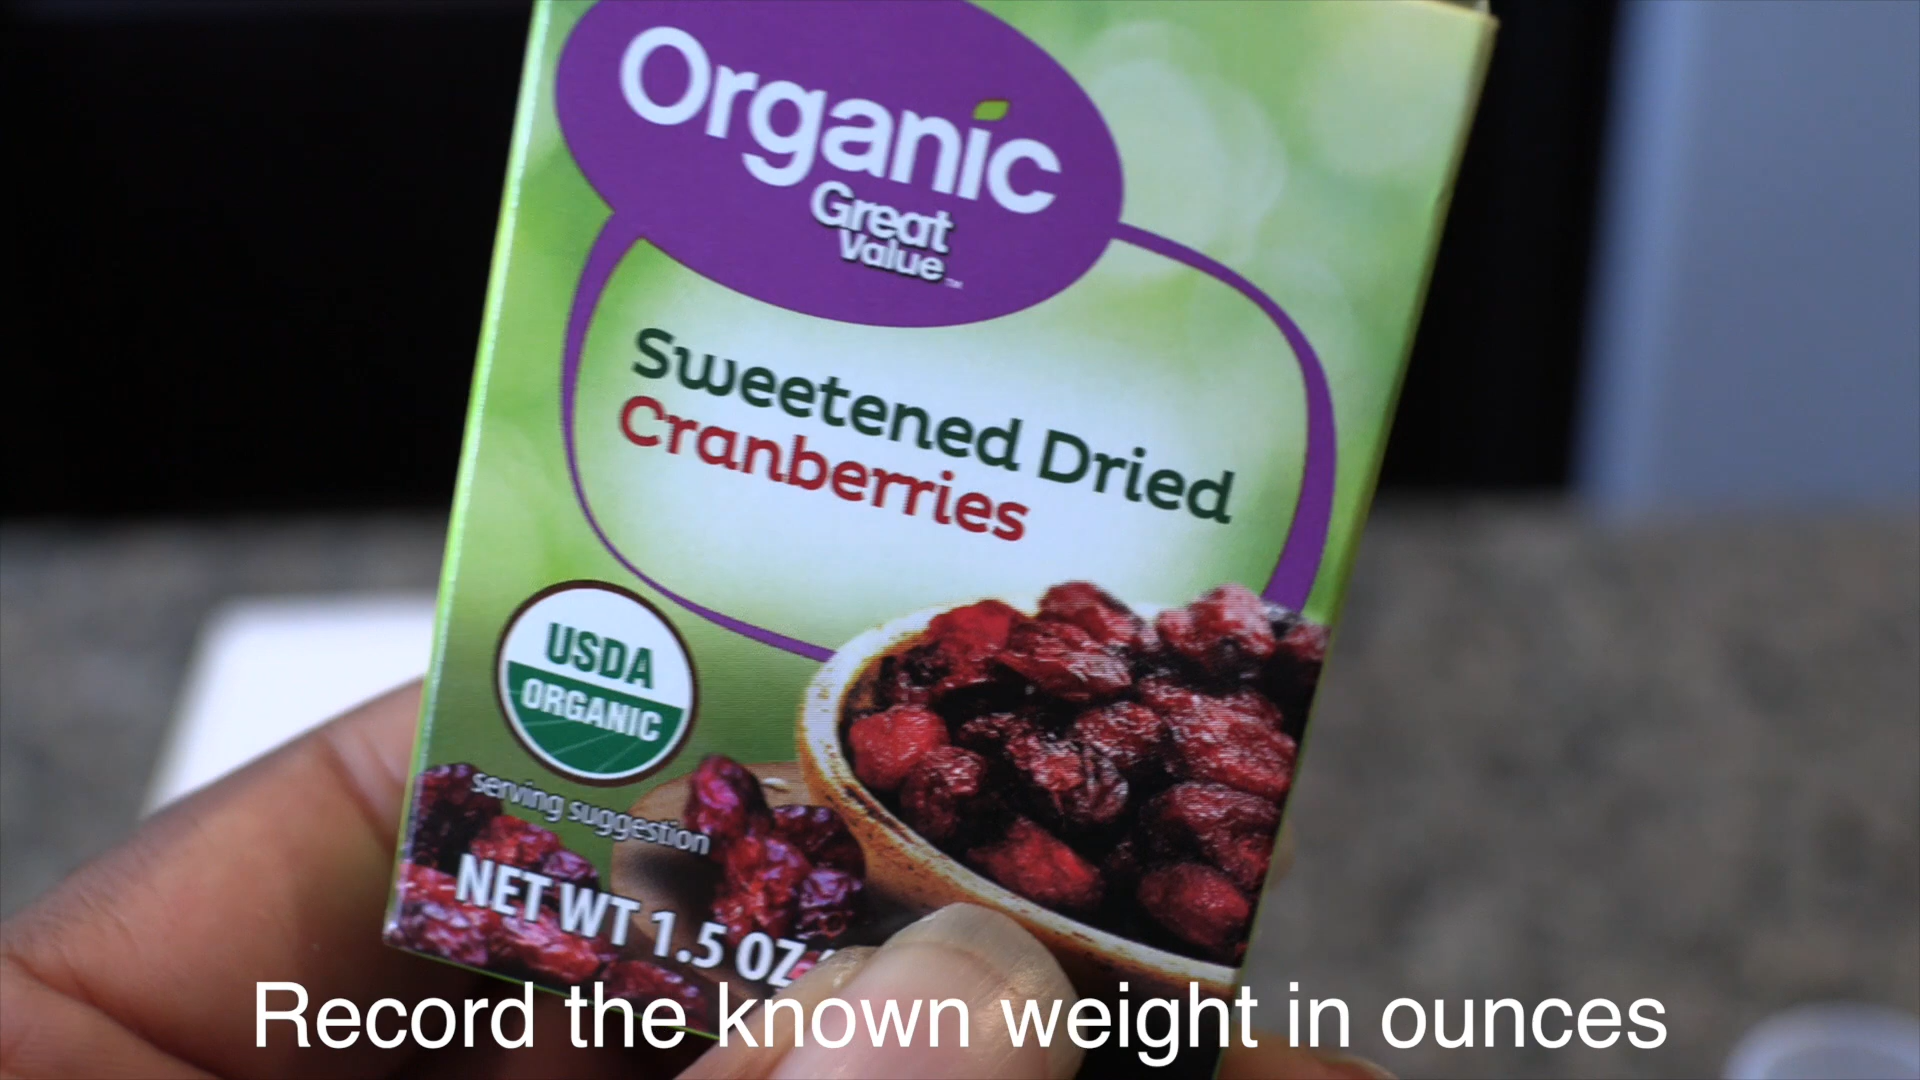 Organic
Great
Value™
Sweetened Dried
Cranberries
USDA
ORGANIC
serving suggestion
NET WT 1.5 OZ
Record the known weight in ounces